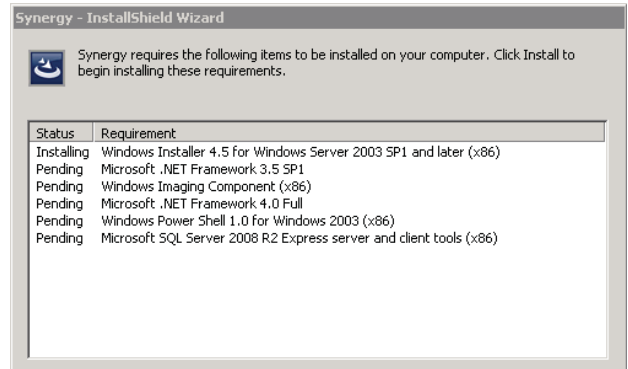 Synergy - InstallShield Wizard
Synergy requires the following items to be installed on your computer. Click Install to
begin installing these requirements.
Status Requirement
Installing Windows Installer 4.5 for Windows Server 2003 SP1 and later (x86)
Pending Microsoft .NET Framework 3.5 SP1
Pending Windows Imaging Component (x86)
Pending Microsoft .NET Framework 4.0 Full
Pending Windows Power Shell 1.0 for Windows 2003 (x86)
Pending Microsoft SQL Server 2008 R2 Express server and client tools (x86)